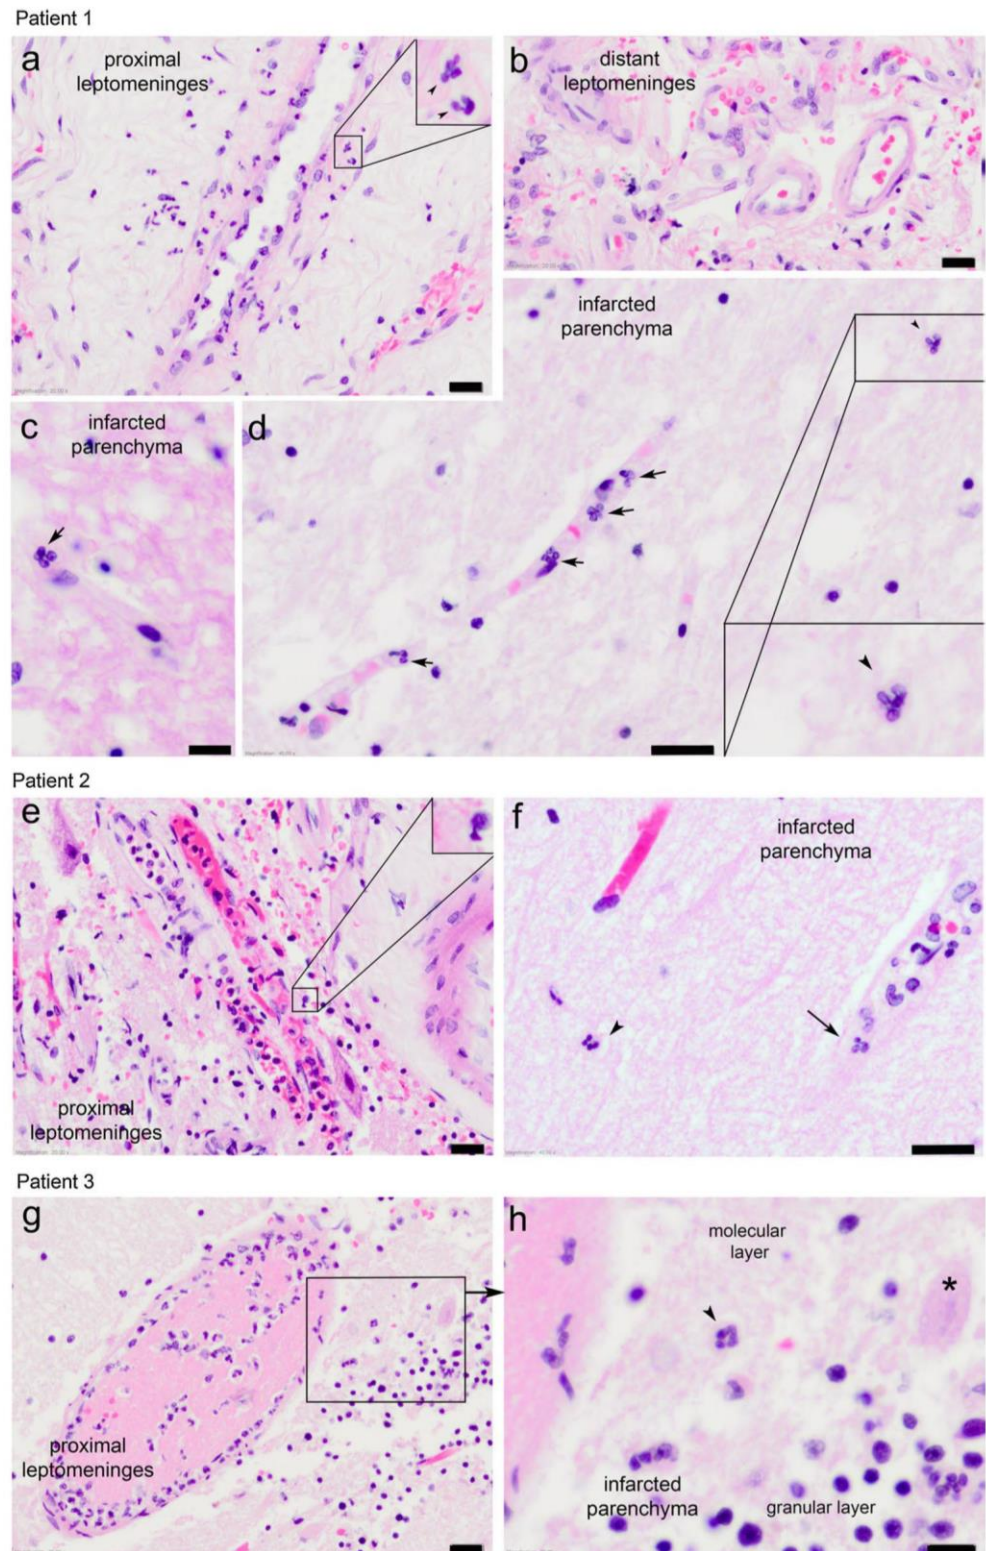 Patient 1
a
proximal
leptomeninges
b
distant
leptomeninges
c
infarcted
parenchyma
d
infarcted
parenchyma
Patient 2
e
proximal
leptomeninges
f
infarcted
parenchyma
Patient 3
g
proximal
leptomeninges
h
molecular
layer
*
infarcted
parenchyma
granular layer